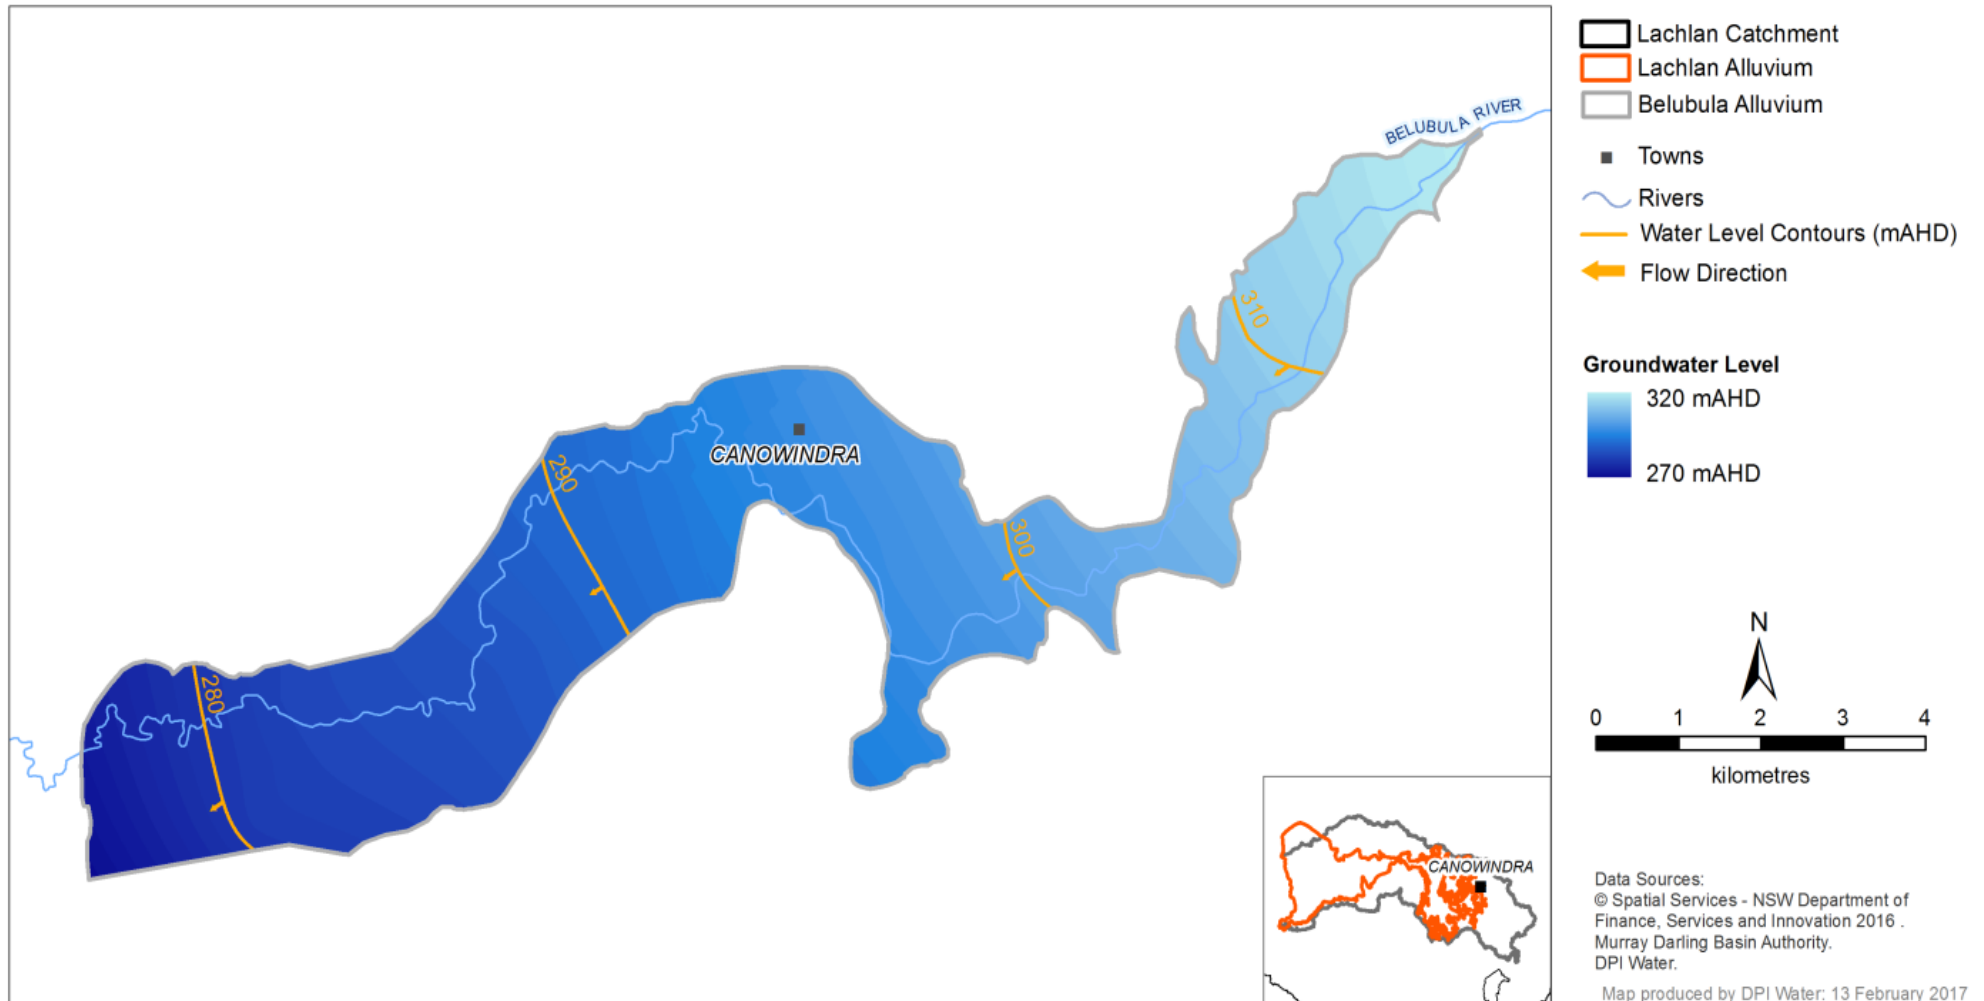 BELUBULA RIVER
310
CANOWINDRA
290
300
280
CANOWINDRA
Lachlan Catchment
Lachlan Alluvium
Belubula Alluvium
Towns
Rivers
Water Level Contours (mAHD)
Flow Direction
Groundwater Level
320 mAHD
270 mAHD
N
0 1 2 3 4
kilometres
Data Sources:
© Spatial Services - NSW Department of
Finance, Services and Innovation 2016 .
Murray Darling Basin Authority.
DPI Water.
Map produced by DPI Water: 13 February 2017